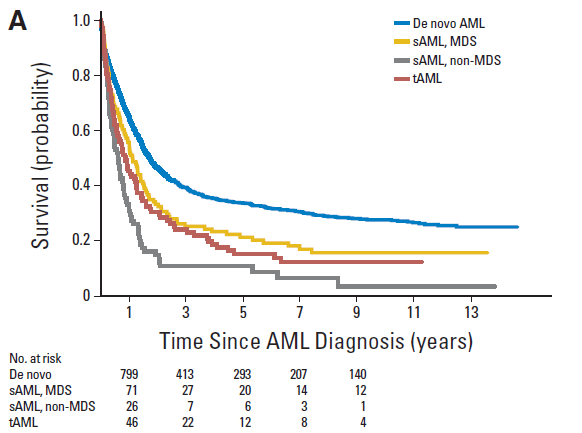 A
De novo AML
sAML, MDS
sAML, non-MDS
tAML
Survival (probability)
1.0
0.8
0.6
0.4
0.2
0
1 3 5 7 9 11 13
Time Since AML Diagnosis (years)
No. at risk
De novo 799 413 293 207 140
sAML, MDS 71 27 20 14 12
sAML, non-MDS 26 7 6 3 1
tAML 46 22 12 8 4